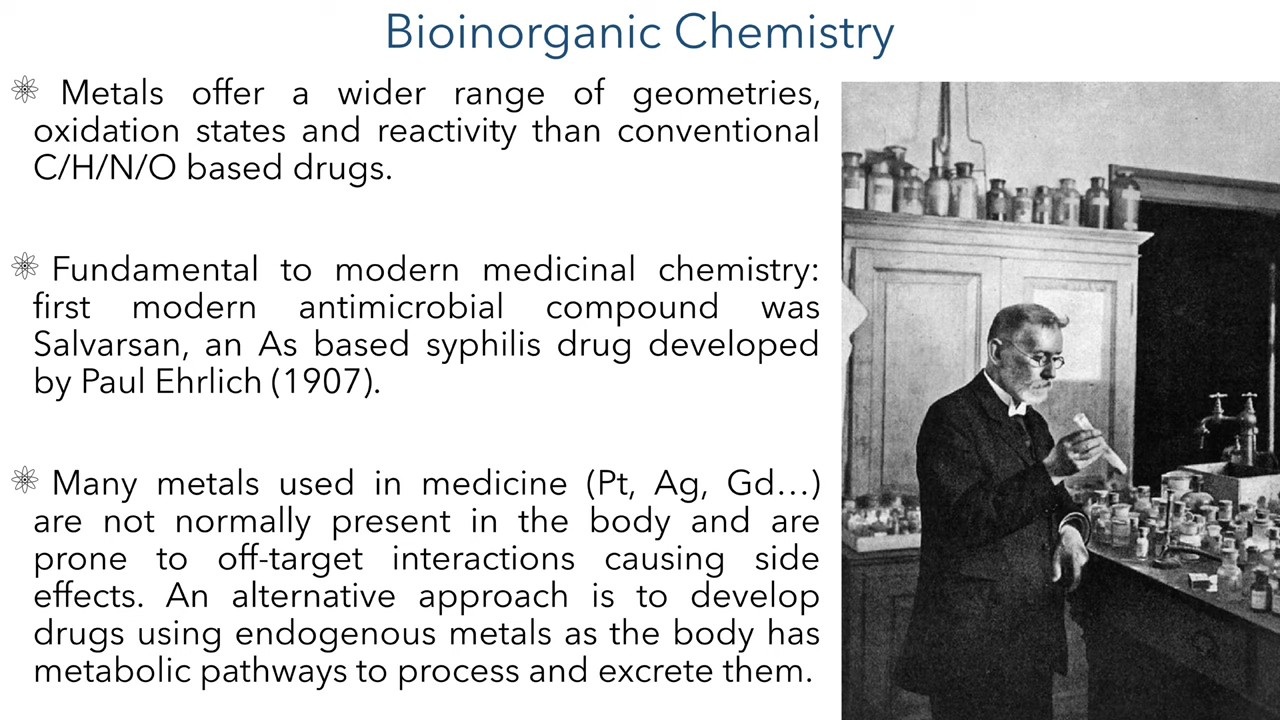 Bioinorganic Chemistry
Metals offer a wider range of geometries,
oxidation states and reactivity than conventional
C/H/N/O based drugs.
Fundamental to modern medicinal chemistry:
first modern antimicrobial compound was
Salvarsan, an As based syphilis drug developed
by Paul Ehrlich (1907).
Many metals used in medicine (Pt, Ag, Gd...)
are not normally present in the body and are
prone to off-target interactions causing side
effects. An alternative approach is to develop
drugs using endogenous metals as the body has
metabolic pathways to process and excrete them.